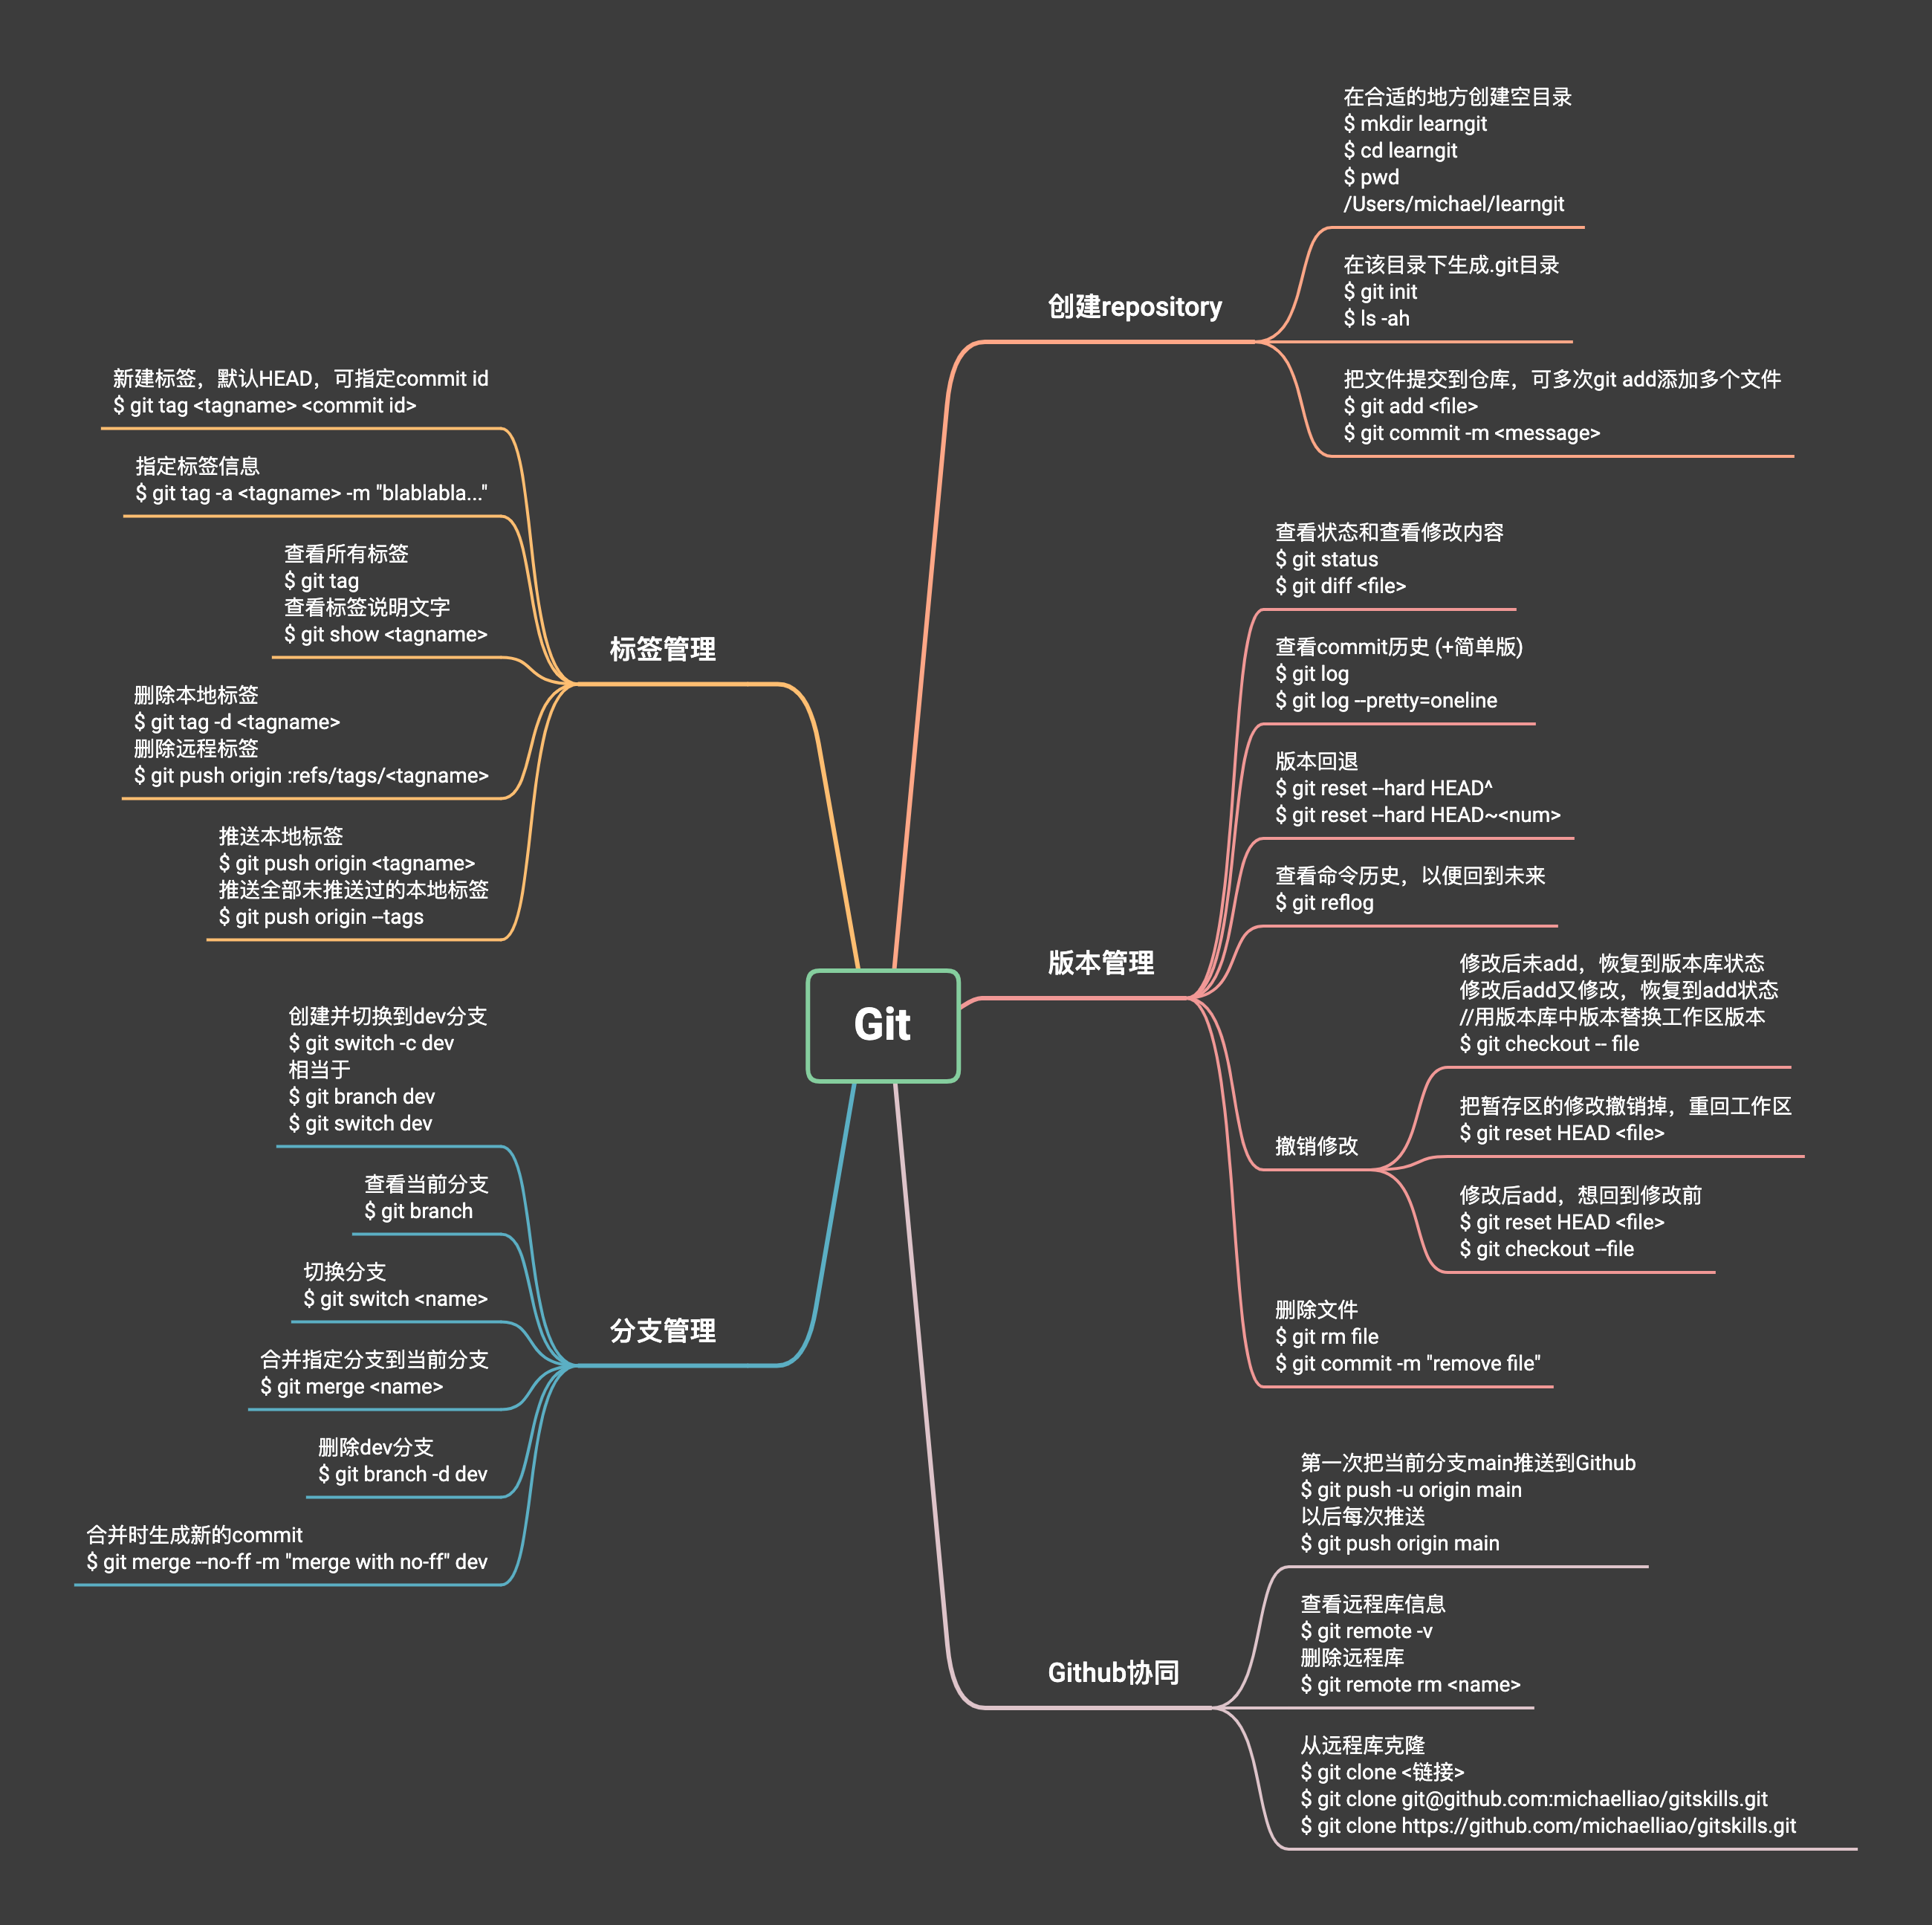 Git
创建repository
在合适的地方创建空目录
$ mkdir learngit
$ cd learngit
$ pwd
/Users/michael/learngit
在该目录下生成.git目录
$ git init
$ ls -ah
把文件提交到仓库，可多次git add添加多个文件
$ git add <file>
$ git commit -m <message>
版本管理
查看状态和查看修改内容
$ git status
$ git diff <file>
查看commit历史 (+简单版)
$ git log
$ git log --pretty=oneline
版本回退
$ git reset --hard HEAD^
$ git reset --hard HEAD~<num>
查看命令历史，以便回到未来
$ git reflog
撤销修改
修改后未add，恢复到版本库状态
修改后add又修改，恢复到add状态
//用版本库中版本替换工作区版本
$ git checkout -- file
把暂存区的修改撤销掉，重回工作区
$ git reset HEAD <file>
修改后add，想回到修改前
$ git reset HEAD <file>
$ git checkout --file
删除文件
$ git rm file
$ git commit -m "remove file"
Github协同
第一次把当前分支main推送到Github
$ git push -u origin main
以后每次推送
$ git push origin main
查看远程库信息
$ git remote -v
删除远程库
$ git remote rm <name>
从远程库克隆
$ git clone <链接>
$ git clone git@github.com:michaelliao/gitskills.git
$ git clone https://github.com/michaelliao/gitskills.git
标签管理
新建标签，默认HEAD，可指定commit id
$ git tag <tagname> <commit id>
指定标签信息
$ git tag -a <tagname> -m "blablabla..."
查看所有标签
$ git tag
查看标签说明文字
$ git show <tagname>
删除本地标签
$ git tag -d <tagname>
删除远程标签
$ git push origin :refs/tags/<tagname>
推送本地标签
$ git push origin <tagname>
推送全部未推送过的本地标签
$ git push origin --tags
分支管理
创建并切换到dev分支
$ git switch -c dev
相当于
$ git branch dev
$ git switch dev
查看当前分支
$ git branch
切换分支
$ git switch <name>
合并指定分支到当前分支
$ git merge <name>
删除dev分支
$ git branch -d dev
合并时生成新的commit
$ git merge --no-ff -m "merge with no-ff" dev